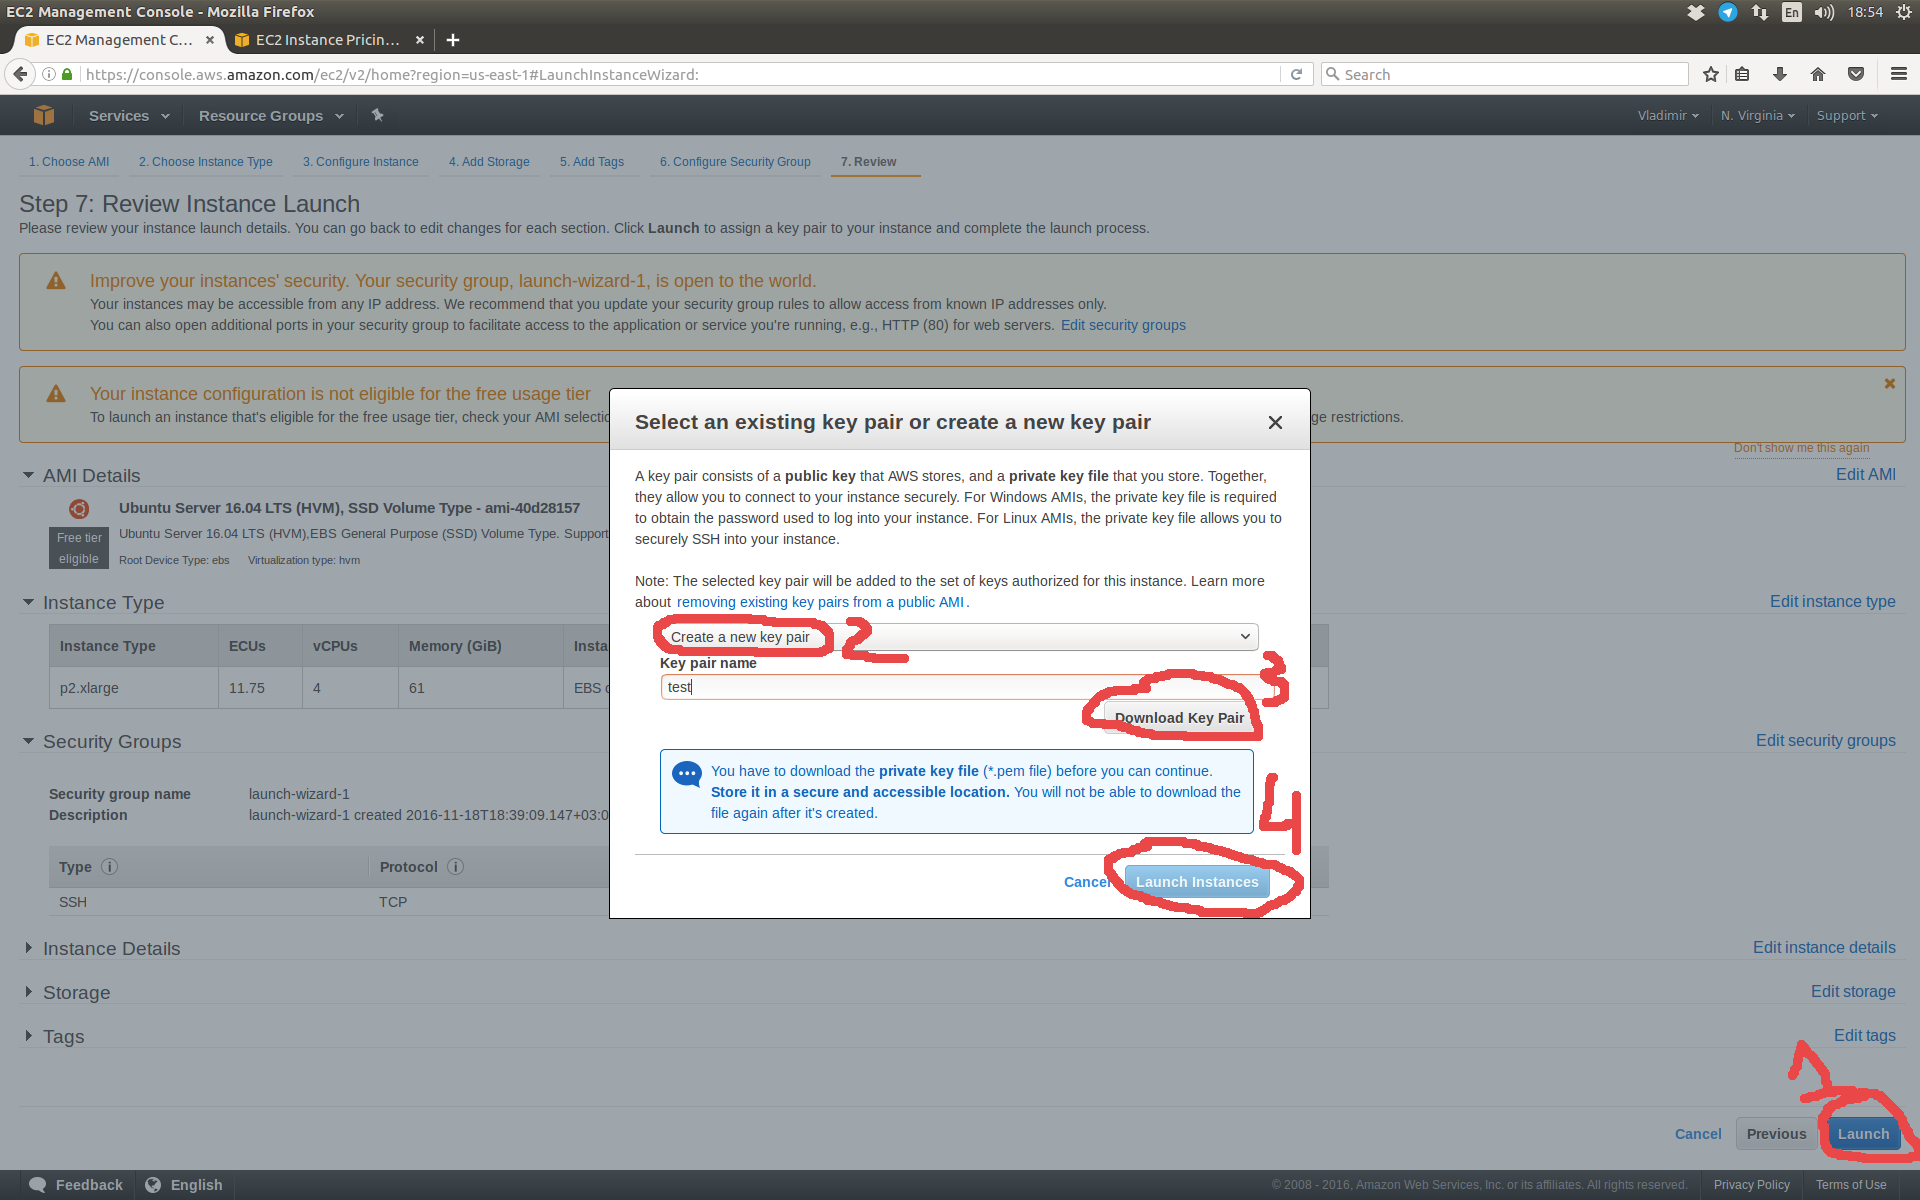 EC2 Management Console - Mozilla Firefox
En
18:54
EC2 Management C...
EC2 Instance Pricin...
https://console.aws.amazon.com/ec2/v2/home?region=us-east-1#LaunchInstanceWizard:
Search
Services
Resource Groups
Vladimir
N. Virginia
Support
1. Choose AMI
2. Choose Instance Type
3. Configure Instance
4. Add Storage
5. Add Tags
6. Configure Security Group
7. Review
Step 7: Review Instance Launch
Please review your instance launch details. You can go back to edit changes for each section. Click Launch to assign a key pair to your instance and complete the launch process.
Improve your instances' security. Your security group, launch-wizard-1, is open to the world.
Your instances may be accessible from any IP address. We recommend that you update your security group rules to allow access from known IP addresses only.
You can also open additional ports in your security group to facilitate access to the application or service you're running, e.g., HTTP (80) for web servers. Edit security groups
Your instance configuration is not eligible for the free usage tier
To launch an instance that's eligible for the free usage tier, check your AMI selectio
ge restrictions.
Don't show me this again
AMI Details
Edit AMI
Ubuntu Server 16.04 LTS (HVM), SSD Volume Type - ami-40d28157
Free tier
eligible
Ubuntu Server 16.04 LTS (HVM),EBS General Purpose (SSD) Volume Type. Support
Root Device Type: ebs
Virtualization type: hvm
Instance Type
Edit instance type
Instance Type
ECUs
vCPUs
Memory (GiB)
Insta
p2.xlarge
11.75
4
61
EBS
Security Groups
Edit security groups
Security group name
launch-wizard-1
Description
launch-wizard-1 created 2016-11-18T18:39:09.147+03:0
Type
Protocol
SSH
TCP
Instance Details
Edit instance details
Storage
Edit storage
Tags
Edit tags
Select an existing key pair or create a new key pair
A key pair consists of a public key that AWS stores, and a private key file that you store. Together,
they allow you to connect to your instance securely. For Windows AMIs, the private key file is required
to obtain the password used to log into your instance. For Linux AMIs, the private key file allows you to
securely SSH into your instance.
Note: The selected key pair will be added to the set of keys authorized for this instance. Learn more
about removing existing key pairs from a public AMI .
Create a new key pair
2
Key pair name
test
3
Download Key Pair
You have to download the private key file (*.pem file) before you can continue.
Store it in a secure and accessible location. You will not be able to download the
file again after it's created.
4
Cancel
Launch Instances
1
Cancel
Previous
Launch
Feedback
English
© 2008 - 2016, Amazon Web Services, Inc. or its affiliates. All rights reserved.
Privacy Policy
Terms of Use